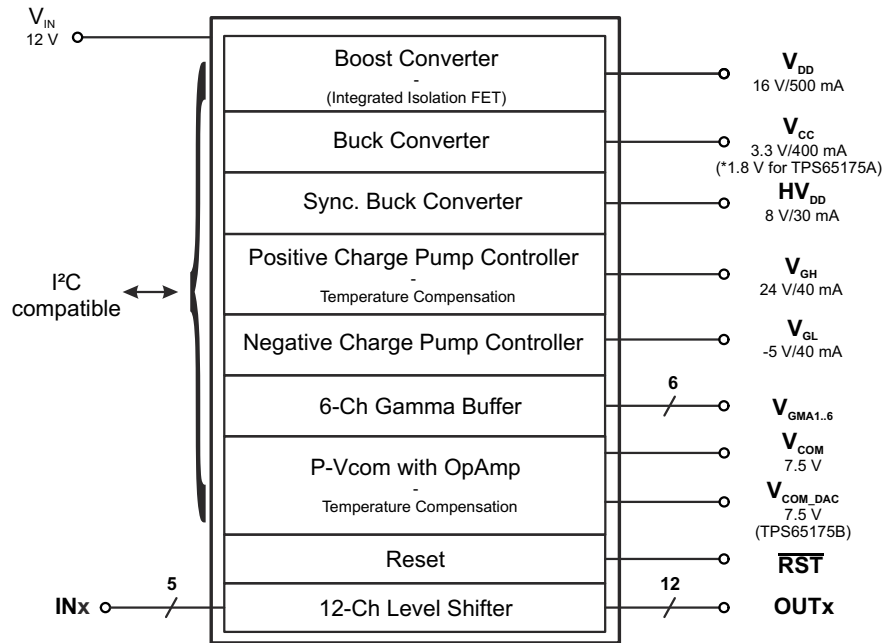 V_IN
12 V
Boost Converter
-
(Integrated Isolation FET)
V_DD
16 V/500 mA
Buck Converter
V_CC
3.3 V/400 mA
(*1.8 V for TPS65175A)
Sync. Buck Converter
HV_DD
8 V/30 mA
I²C
compatible
Positive Charge Pump Controller
-
Temperature Compensation
V_GH
24 V/40 mA
Negative Charge Pump Controller
V_GL
-5 V/40 mA
6-Ch Gamma Buffer
6
V_GMA1..6
P-Vcom with OpAmp
-
Temperature Compensation
V_COM
7.5 V
V_COM_DAC
7.5 V
(TPS65175B)
Reset
RST
INx
5
12-Ch Level Shifter
12
OUTx